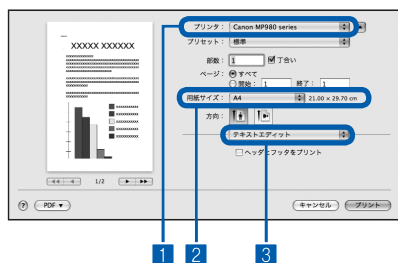 プリンタ： Canon MP980 series
プリセット： 標準
部数： 1 丁合い
ページ： すべて
開始： 1 終了： 1
用紙サイズ： A4 21.00 x 29.70 cm
方向：
テキストエディット
ヘッダとフッタをプリント
XXXXX XXXXXX
1/2
? PDF▼ キャンセル プリント
1 2 3